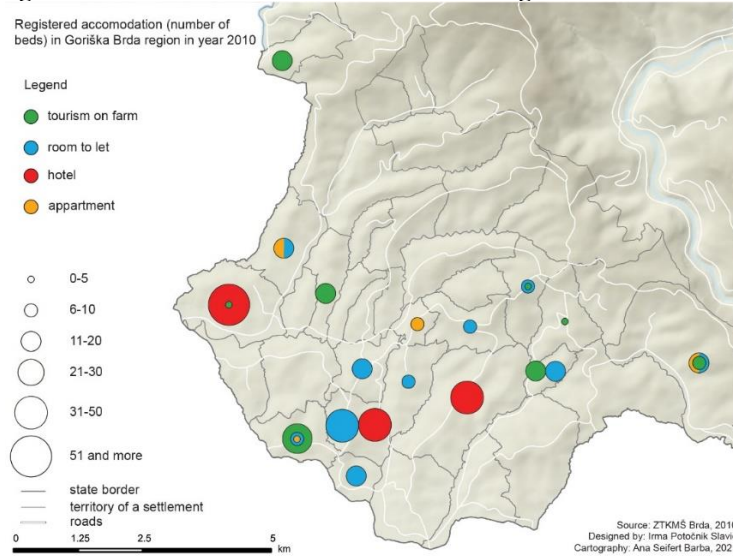 Registered accomodation (number of
beds) in Goriška Brda region in year 2010
Legend
tourism on farm
room to let
hotel
appartment
0-5
6-10
11-20
21-30
31-50
51 and more
state border
territory of a settlement
roads
0 1.25 2.5 5
km
Source: ZTKMŠ Brda,
Designed by: Irma Potočnik
Cartography: Ana Seifert Barba,